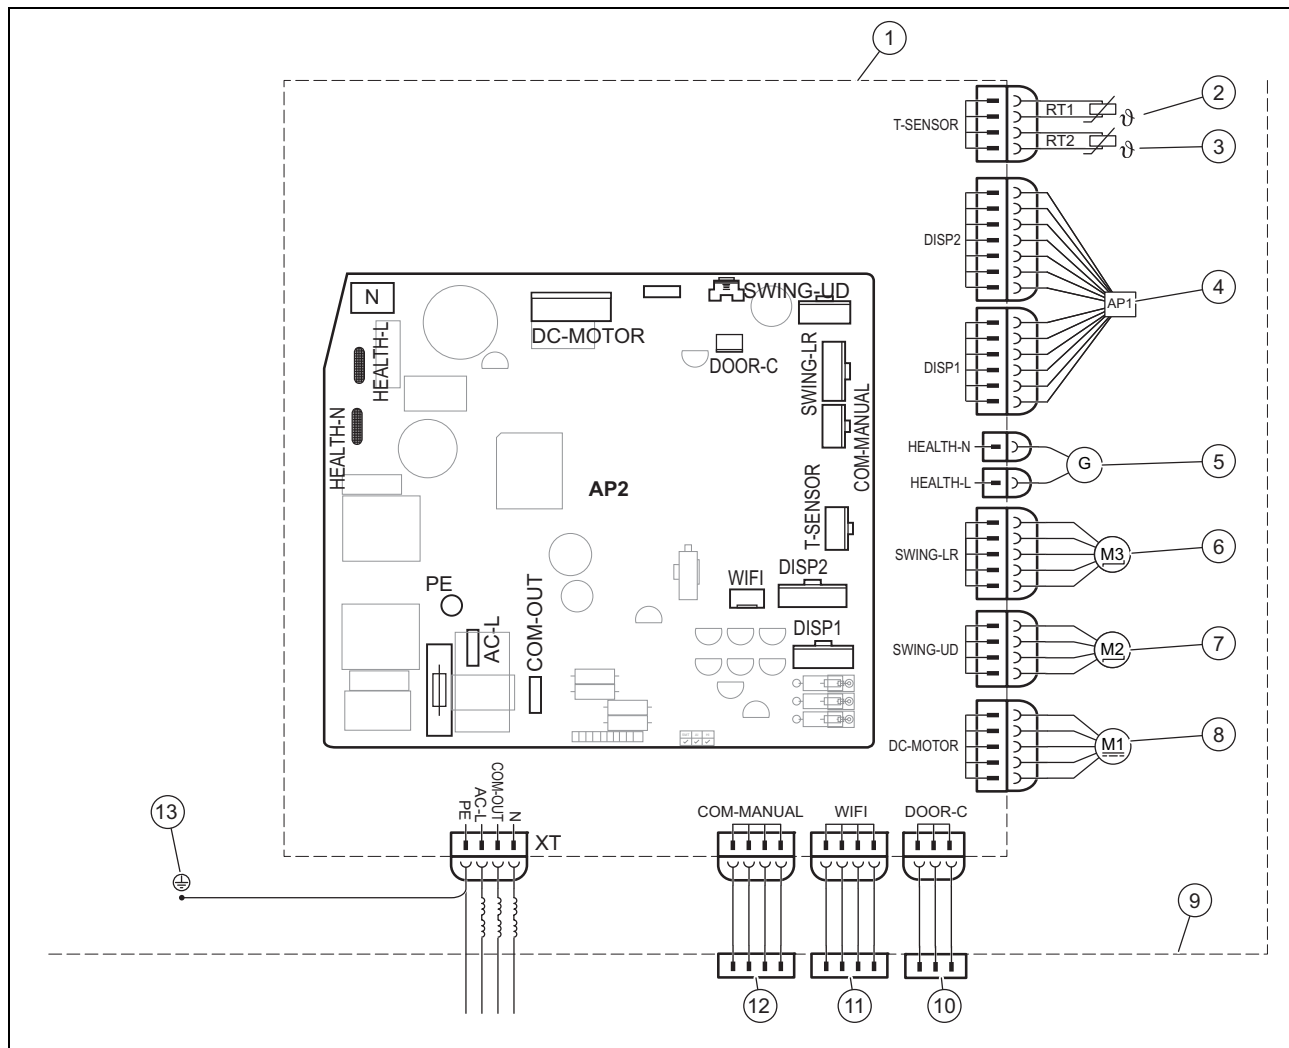 1
2
T-SENSOR
RT1
ϑ
RT2
ϑ
3
DISP2
AP1
4
DISP1
N
SWING-UD
DC-MOTOR
HEALTH-L
DOOR-C
SWING-LR
COM-MANUAL
HEALTH-N
AP2
T-SENSOR
HEALTH-N
G
5
HEALTH-L
SWING-LR
M3
6
PE
WIFI
DISP2
AC-L
COM-OUT
DISP1
SWING-UD
M2
7
DC-MOTOR
M1
8
PE
AC-L
COM-OUT
N
XT
13
COM-MANUAL
WIFI
DOOR-C
9
12
11
10